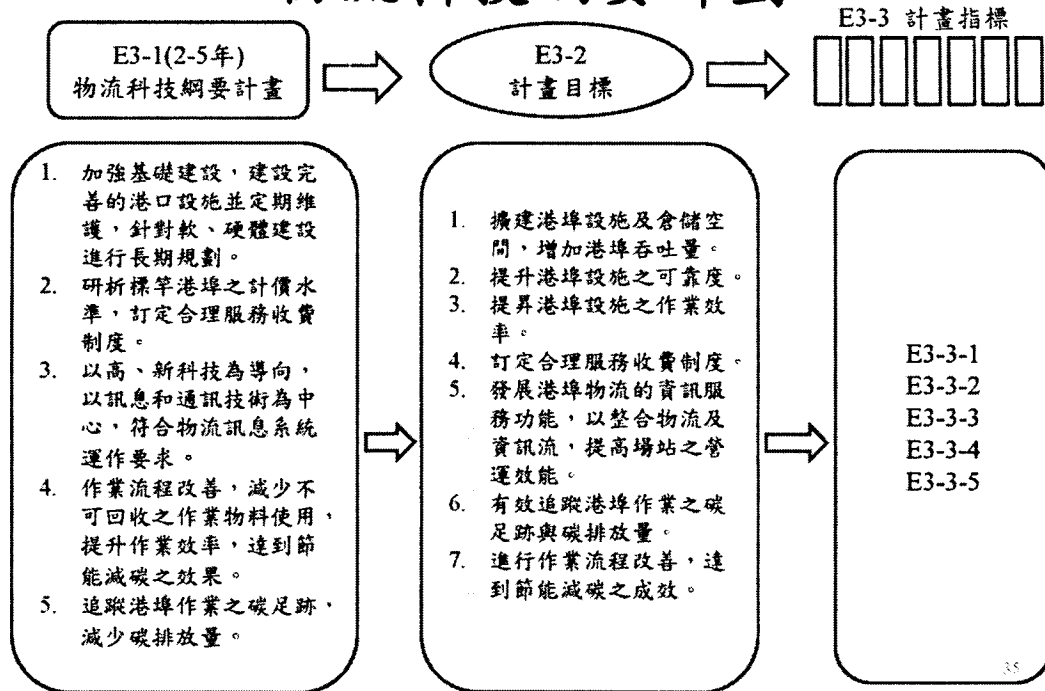 E3-1(2-5年)
物流科技綱要計畫
E3-2
計畫目標
E3-3 計畫指標
1. 加強基礎建設，建設完
善的港口設施並定期維
護，針對軟、硬體建設
進行長期規劃。
2. 研析標竿港埠之計價水
準，訂定合理服務收費
制度。
3. 以高、新科技為導向，
以訊息和通訊技術為中
心，符合物流訊息系統
運作要求。
4. 作業流程改善，減少不
可回收之作業物料使用，
提升作業效率，達到節
能減碳之效果。
5. 追蹤港埠作業之碳足跡，
減少碳排放量。
1. 擴建港埠設施及倉儲空
間，增加港埠吞吐量。
2. 提升港埠設施之可靠度。
3. 提昇港埠設施之作業效
率。
4. 訂定合理服務收費制度。
5. 發展港埠物流的資訊服
務功能，以整合物流及
資訊流，提高場站之營
運效能。
6. 有效追蹤港埠作業之碳
足跡與碳排放量。
7. 進行作業流程改善，達
到節能減碳之成效。
E3-3-1
E3-3-2
E3-3-3
E3-3-4
E3-3-5
35